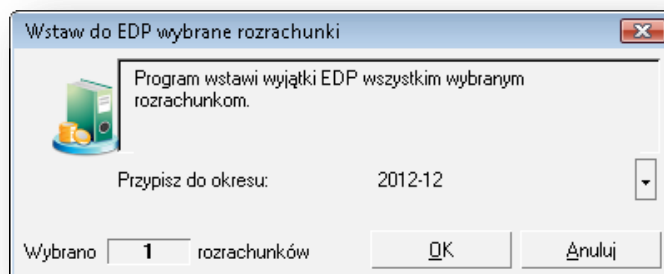 Wstaw do EDP wybrane rozrachunki
Program wstawi wyjątki EDP wszystkim wybranym
rozrachunkom.
Przypisz do okresu: 2012-12
Wybrano 1 rozrachunków OK Anuluj